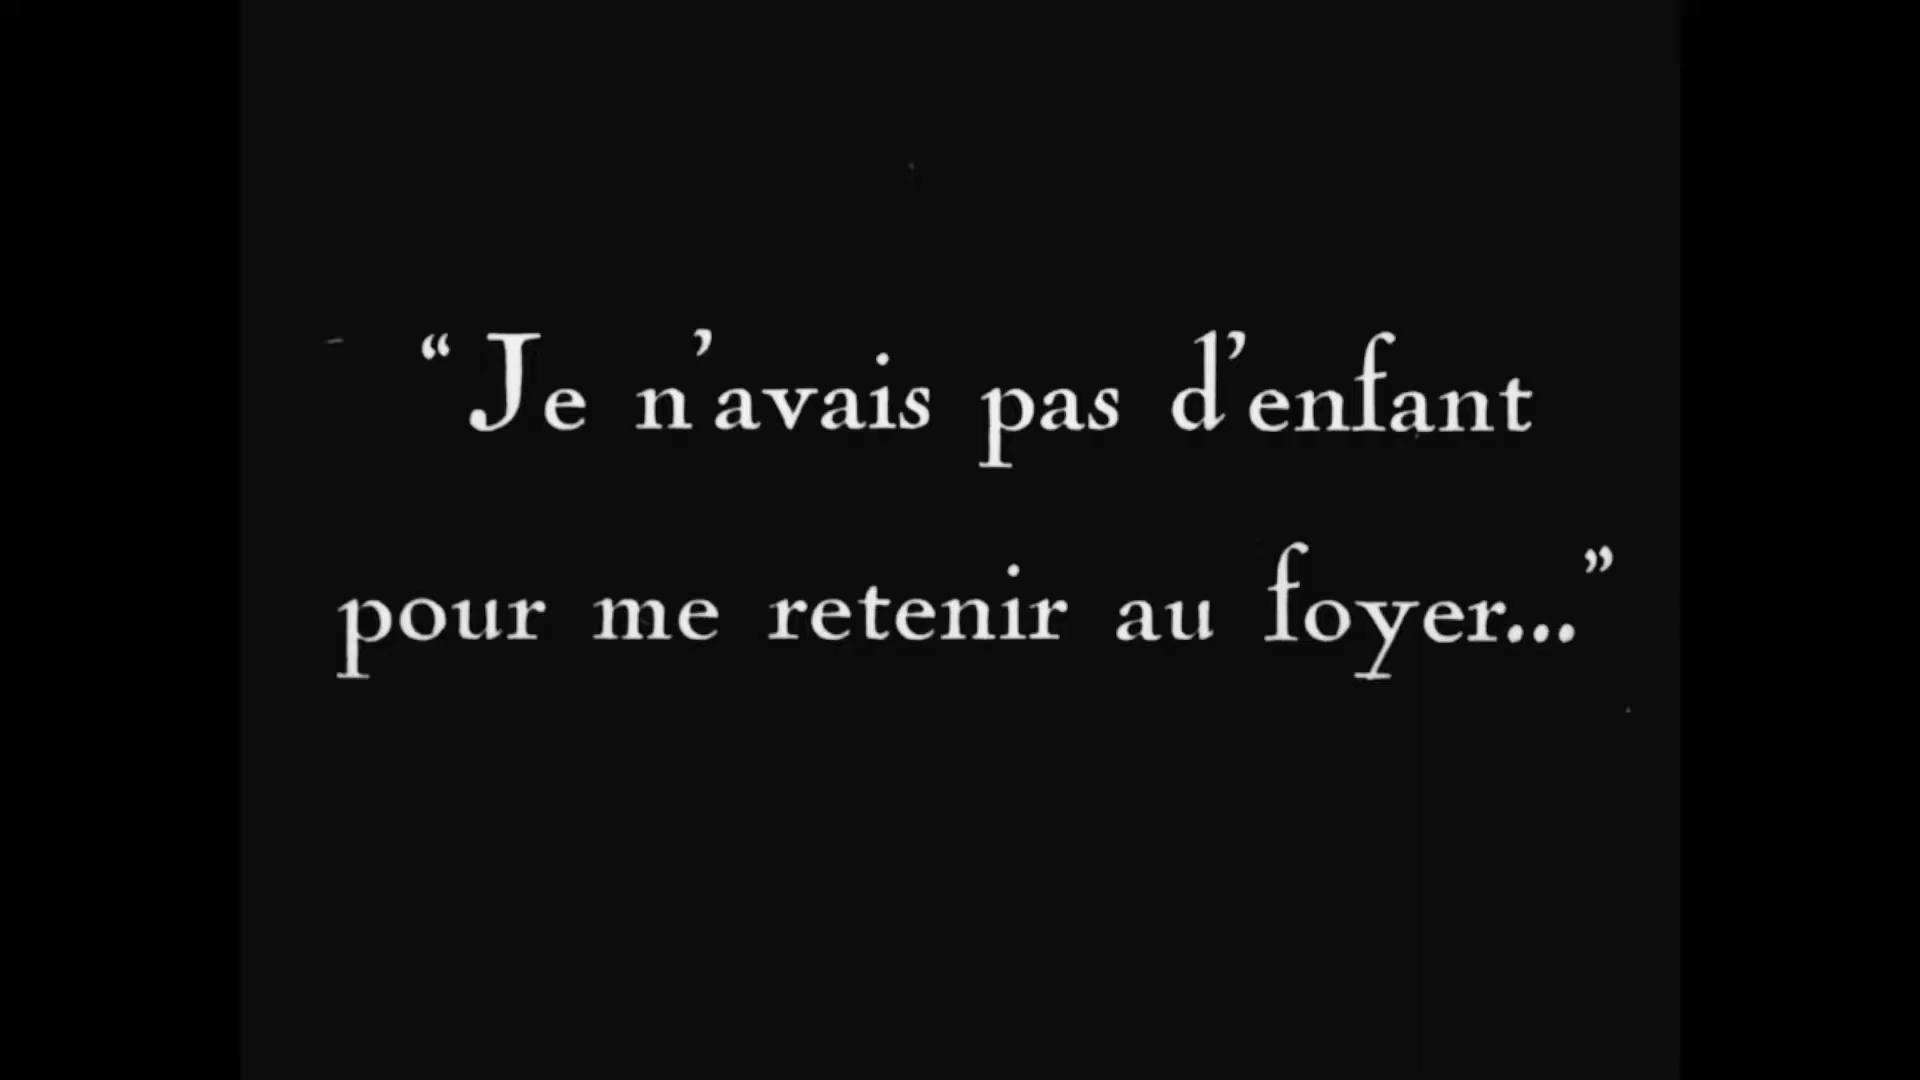 “Je n’avais pas d’enfant
pour me retenir au foyer...”